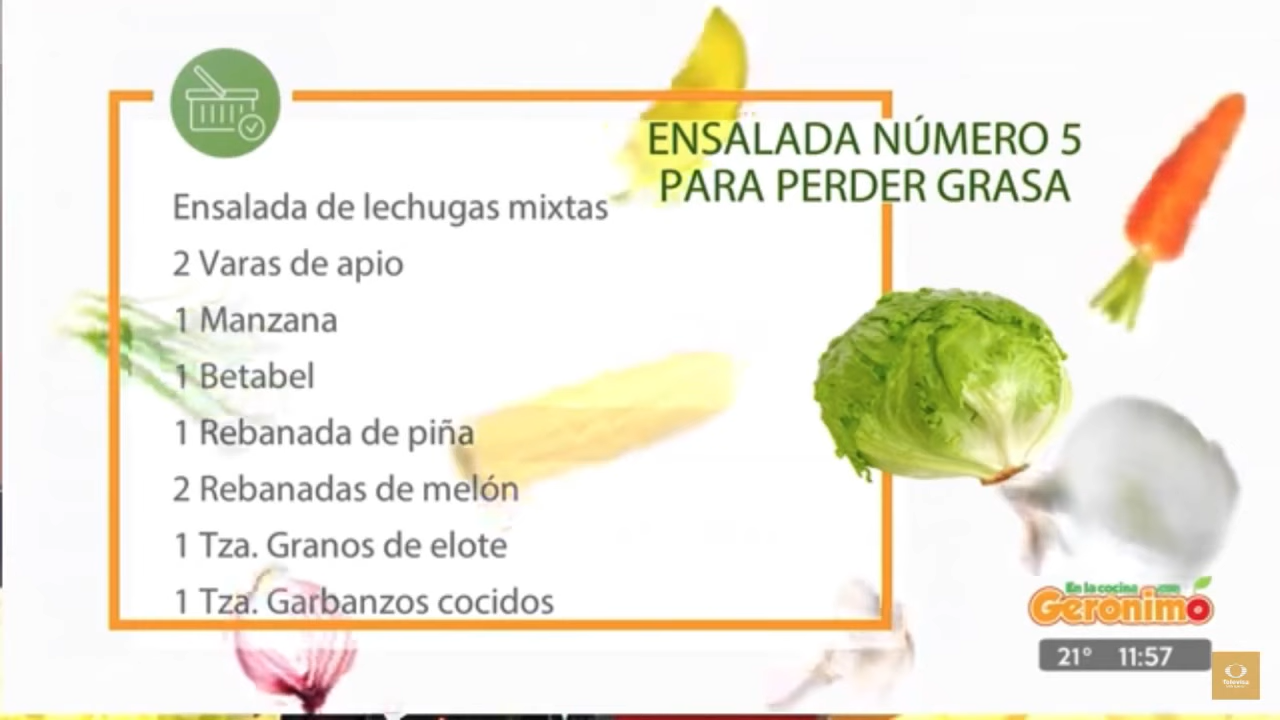 ENSALADA NÚMERO 5
PARA PERDER GRASA
Ensalada de lechugas mixtas
2 Varas de apio
1 Manzana
1 Betabel
1 Rebanada de piña
2 Rebanadas de melón
1 Tza. Granos de elote
1 Tza. Garbanzos cocidos
En la cocina con
Gerónimo
21° 11:57
Televisa